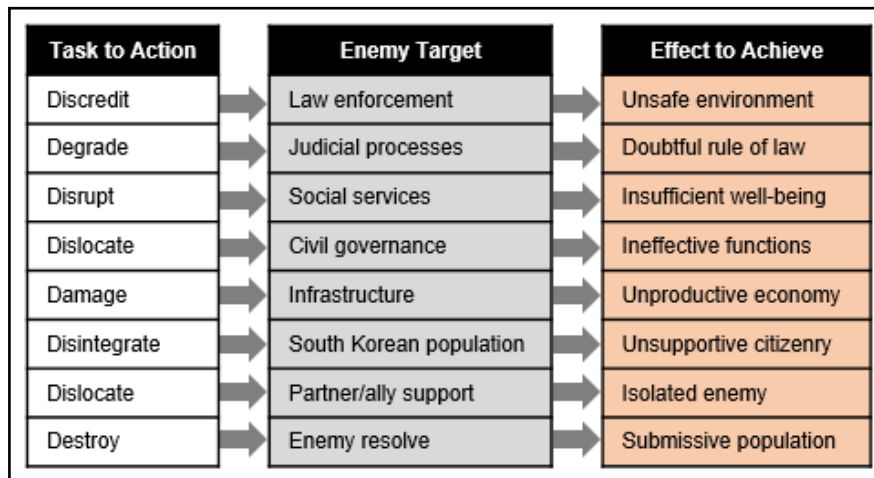 Task to Action Enemy Target Effect to Achieve
Discredit Law enforcement Unsafe environment
Degrade Judicial processes Doubtful rule of law
Disrupt Social services Insufficient well-being
Dislocate Civil governance Ineffective functions
Damage Infrastructure Unproductive economy
Disintegrate South Korean population Unsupportive citizenry
Dislocate Partner/ally support Isolated enemy
Destroy Enemy resolve Submissive population